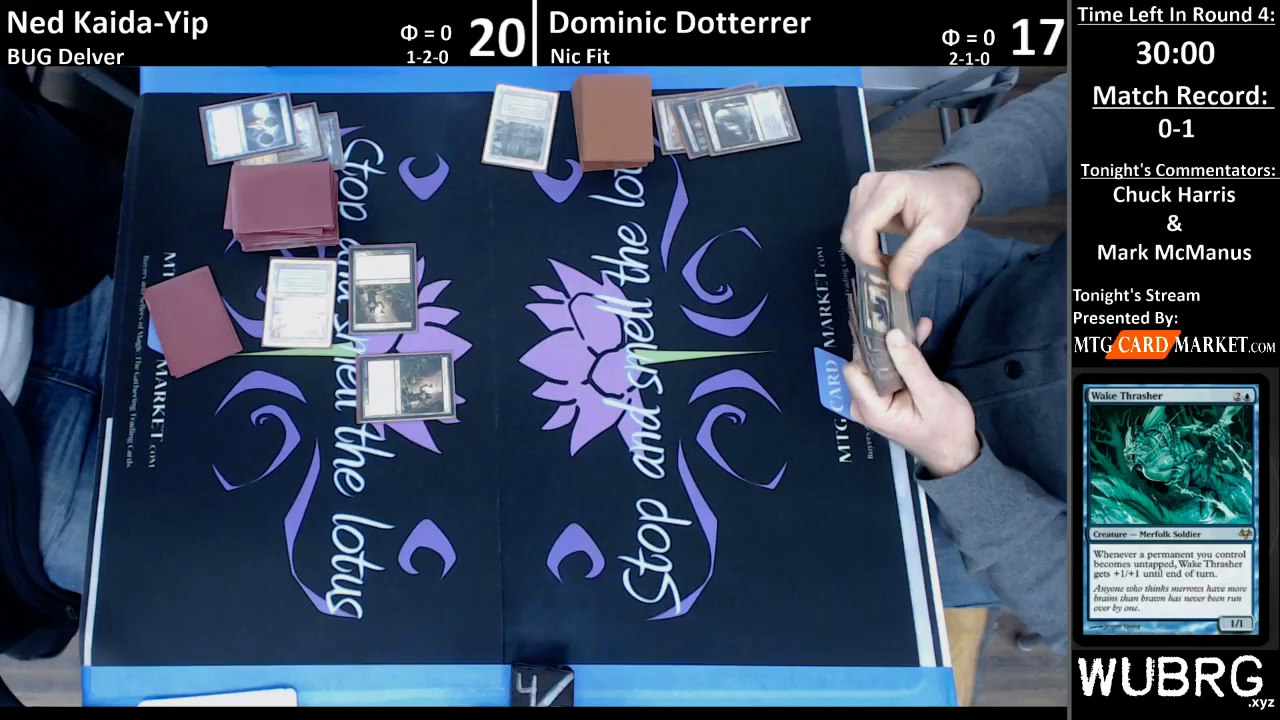 Ned Kaida-Yip
BUG Delver
Φ = 0
1-2-0
20
Dominic Dotterrer
Nic Fit
Φ = 0
2-1-0
17
Time Left In Round 4:
30:00
Match Record:
0-1
Tonight's Commentators:
Chuck Harris
&
Mark McManus
Tonight's Stream
Presented By:
MTG CARD MARKET.COM
Wake Thrasher 2
Creature — Merfolk Soldier
Whenever a permanent you control
becomes untapped, Wake Thrasher
gets +1/+1 until end of turn.
Anyone who thinks merrows have more
brains than brawn has never been run
over by one.
1/1
WUBRG
.xyz
Stop and smell the lotus
Stop and smell the lotus
MTG CARD MARKET.COM
4